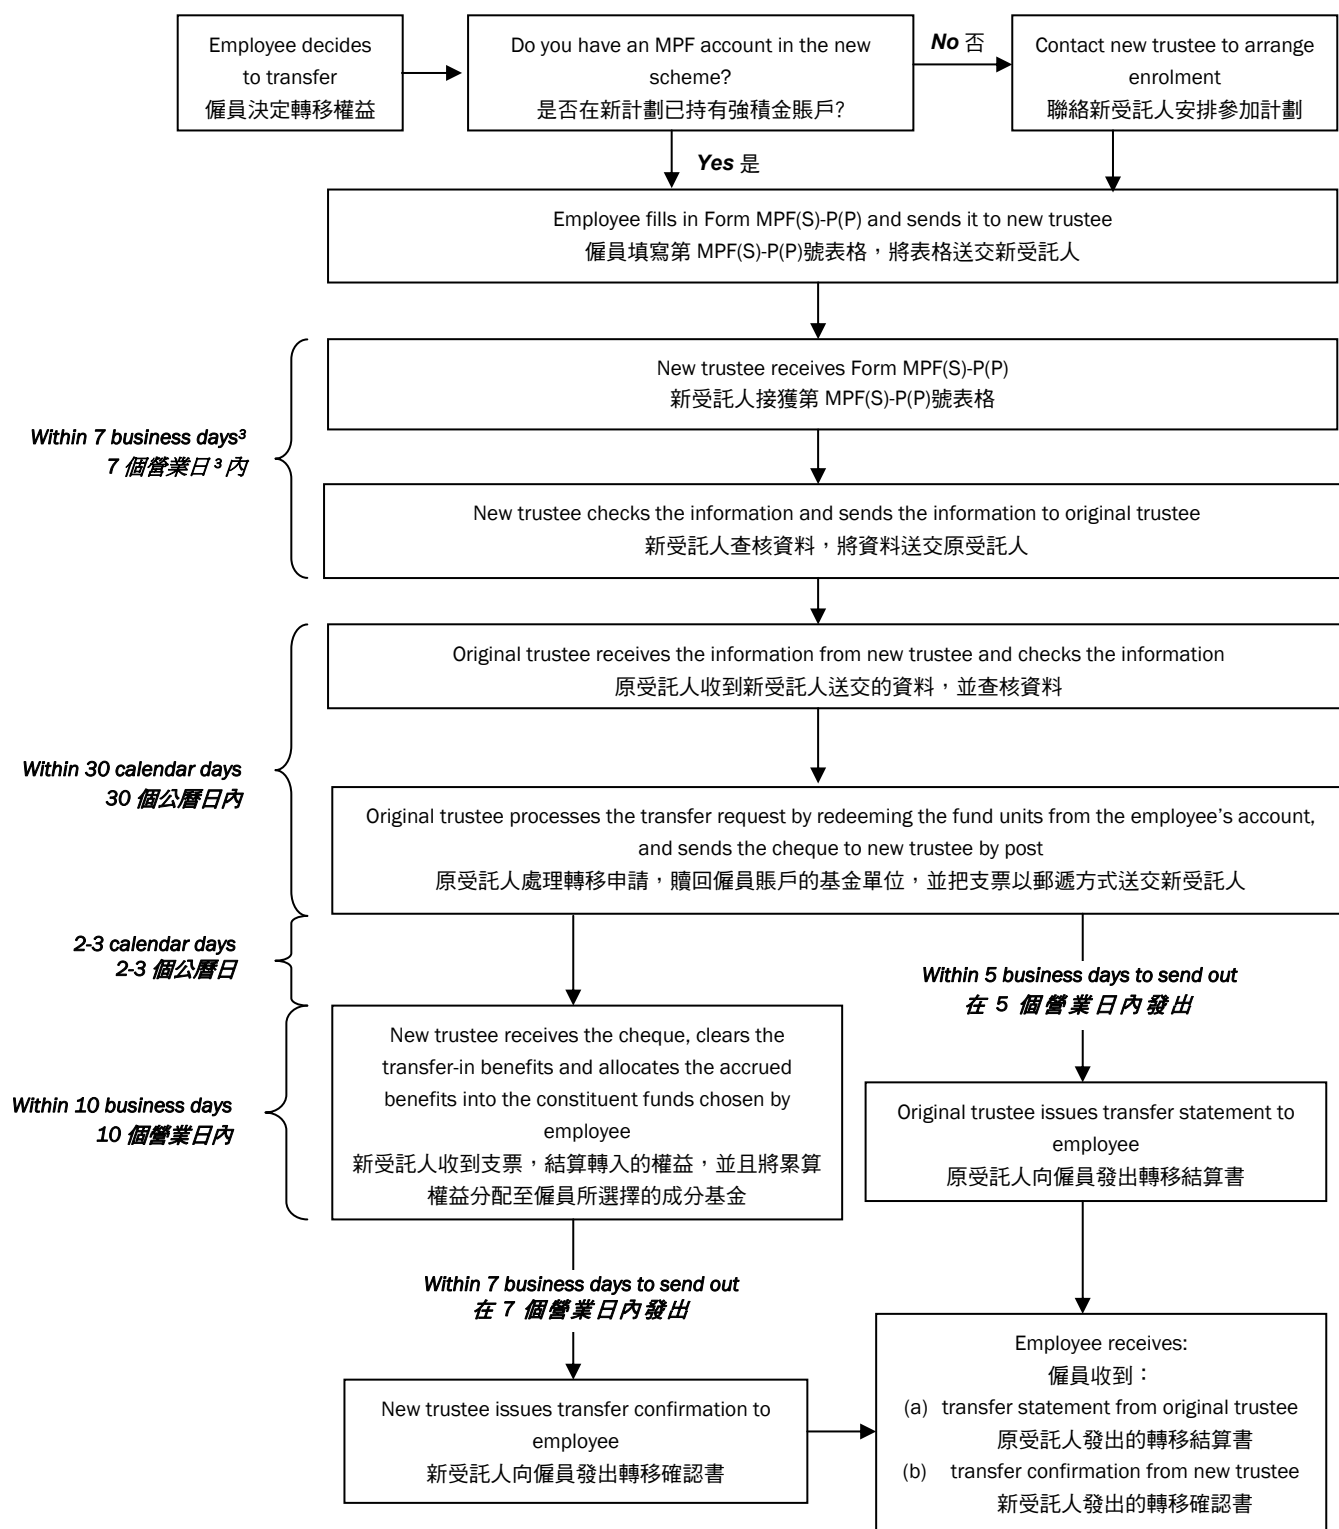 Employee decides
to transfer
僱員決定轉移權益
Do you have an MPF account in the new
scheme?
是否在新計劃已持有強積金賬戶?
No 否
Contact new trustee to arrange
enrolment
聯絡新受託人安排參加計劃
Yes 是
Employee fills in Form MPF(S)-P(P) and sends it to new trustee
僱員填寫第 MPF(S)-P(P)號表格，將表格送交新受託人
New trustee receives Form MPF(S)-P(P)
新受託人接獲第 MPF(S)-P(P)號表格
Within 7 business days³
7 個營業日³內
New trustee checks the information and sends the information to original trustee
新受託人查核資料，將資料送交原受託人
Original trustee receives the information from new trustee and checks the information
原受託人收到新受託人送交的資料，並查核資料
Within 30 calendar days
30 個公曆日內
Original trustee processes the transfer request by redeeming the fund units from the employee’s account,
and sends the cheque to new trustee by post
原受託人處理轉移申請，贖回僱員賬戶的基金單位，並把支票以郵遞方式送交新受託人
2-3 calendar days
2-3 個公曆日
Within 5 business days to send out
在 5 個營業日內發出
New trustee receives the cheque, clears the
transfer-in benefits and allocates the accrued
benefits into the constituent funds chosen by
employee
新受託人收到支票，結算轉入的權益，並且將累算
權益分配至僱員所選擇的成分基金
Within 10 business days
10 個營業日內
Original trustee issues transfer statement to
employee
原受託人向僱員發出轉移結算書
Within 7 business days to send out
在 7 個營業日內發出
New trustee issues transfer confirmation to
employee
新受託人向僱員發出轉移確認書
Employee receives:
僱員收到：
(a) transfer statement from original trustee
原受託人發出的轉移結算書
(b) transfer confirmation from new trustee
新受託人發出的轉移確認書